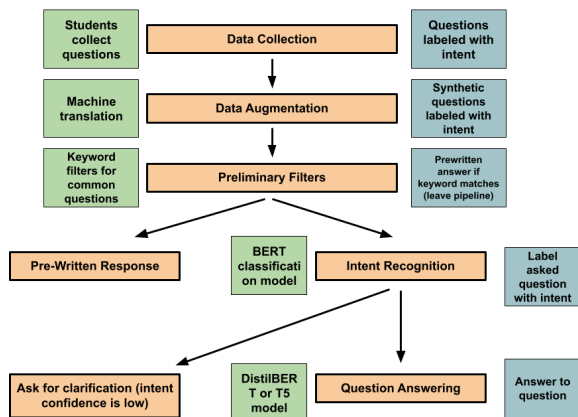 Students
collect
questions
Data Collection
Questions
labeled with
intent
Machine
translation
Data Augmentation
Synthetic
questions
labeled with
intent
Keyword
filters for
common
questions
Preliminary Filters
Prewritten
answer if
keyword matches
(leave pipeline)
Pre-Written Response
BERT
classificati
on model
Intent Recognition
Label
asked
question
with intent
Ask for clarification (intent
confidence is low)
DistilBER
T or T5
model
Question Answering
Answer to
question